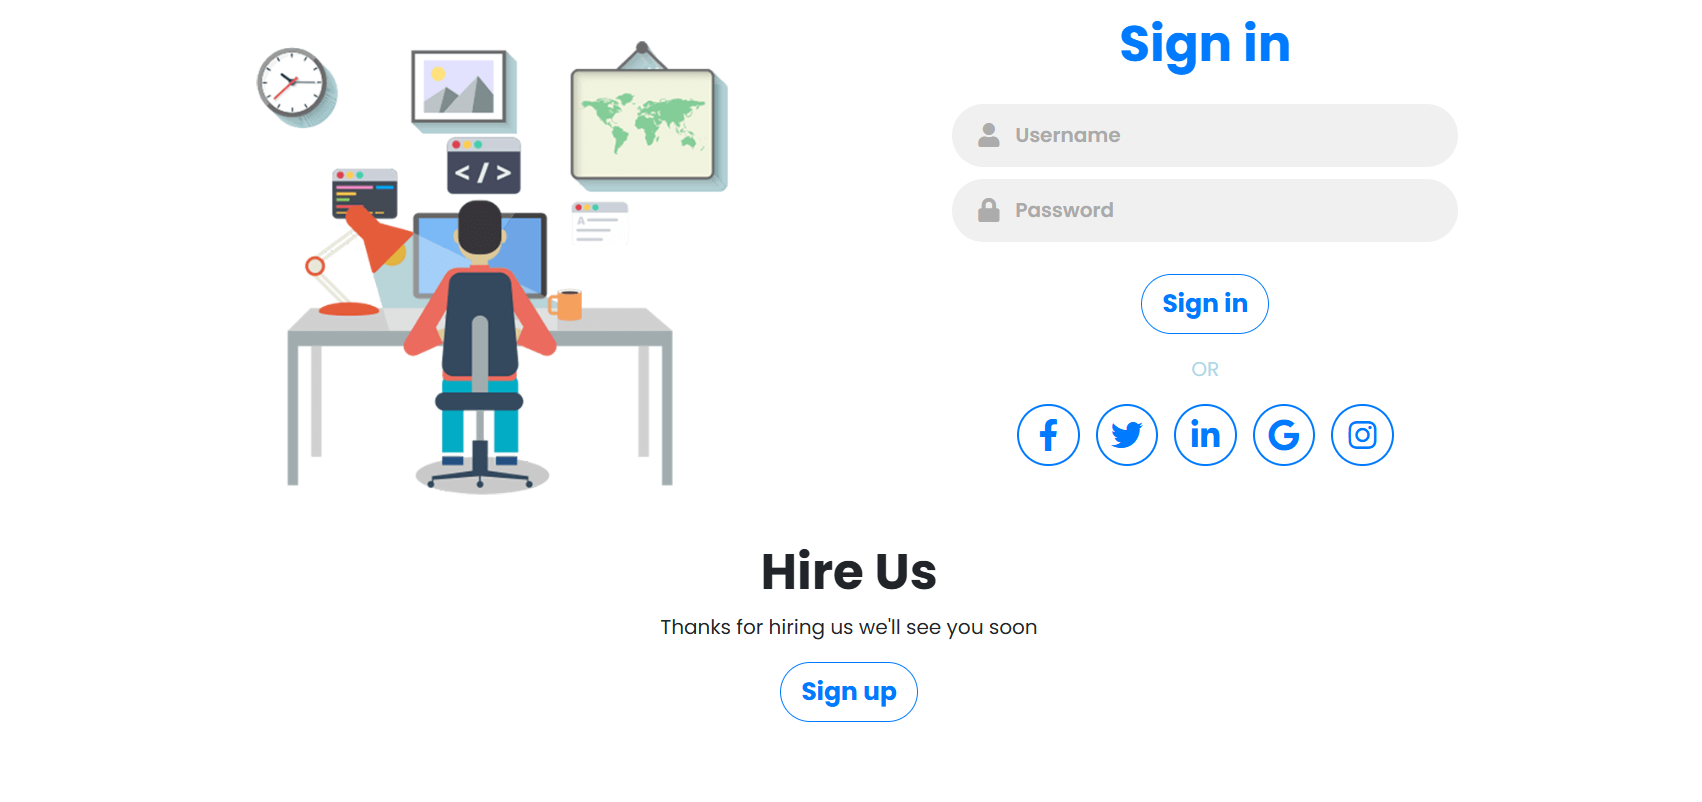 Sign in
Username
Password
Sign in
OR
</>
A
Hire Us
Thanks for hiring us we'll see you soon
Sign up